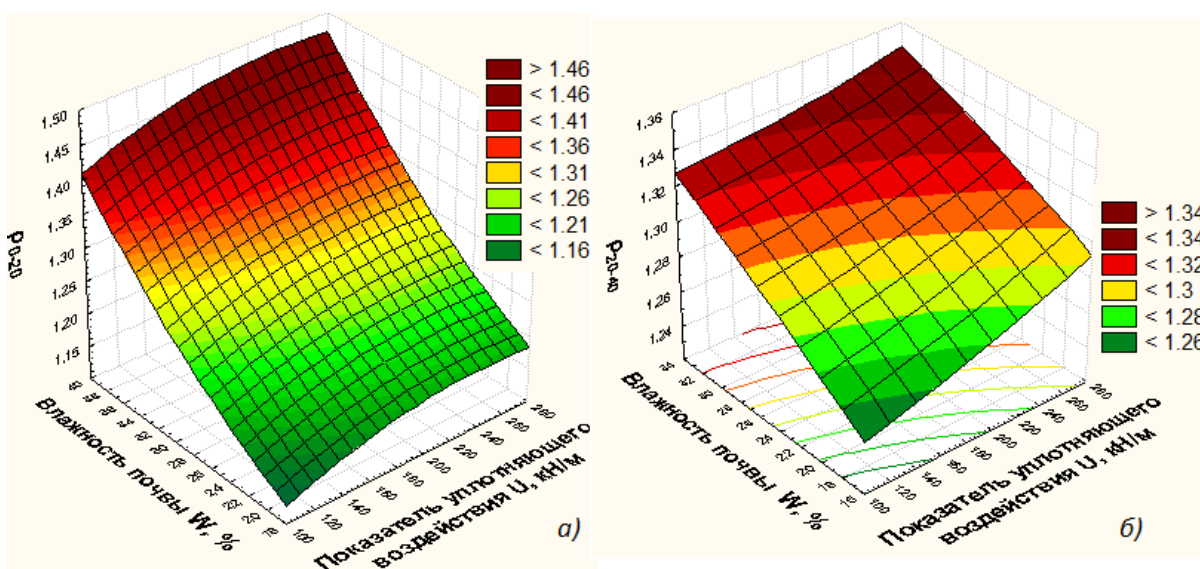 > 1.46
< 1.46
< 1.41
< 1.36
< 1.31
< 1.26
< 1.21
< 1.16
1.50
1.45
1.40
1.35
1.30
1.25
1.20
1.15
ρ0-20
Влажность почвы W, %
100 120 140 160 180 200 220 240 260
Показатель уплотняющего
воздействия U, кН/м
а)
> 1.34
< 1.34
< 1.32
< 1.3
< 1.28
< 1.26
1.36
1.34
1.32
1.30
1.28
1.26
1.24
ρ20-40
Влажность почвы W, %
100 120 140 160 180 200 220 240 260 280
Показатель уплотняющего
воздействия U, кН/м
б)